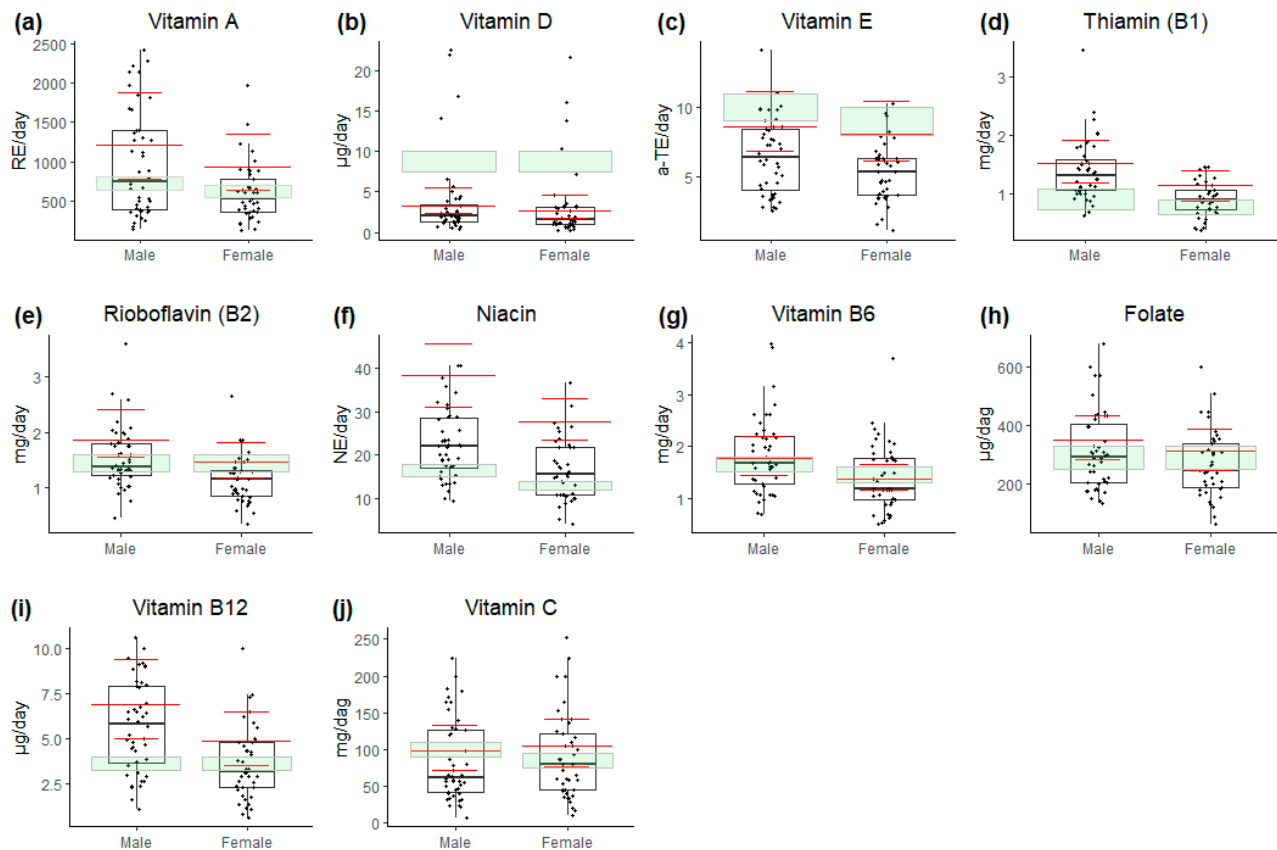 (a) Vitamin A
RE/day
2500
2000
1500
1000
500
Male Female
(b) Vitamin D
µg/day
20
15
10
5
0
Male Female
(c) Vitamin E
a-TE/day
10
5
Male Female
(d) Thiamin (B1)
mg/day
3
2
1
Male Female
(e) Rioboflavin (B2)
mg/day
3
2
1
Male Female
(f) Niacin
NE/day
40
30
20
10
Male Female
(g) Vitamin B6
mg/day
4
3
2
1
Male Female
(h) Folate
µg/dag
600
400
200
Male Female
(i) Vitamin B12
µg/day
10.0
7.5
5.0
2.5
Male Female
(j) Vitamin C
mg/dag
250
200
150
100
50
0
Male Female